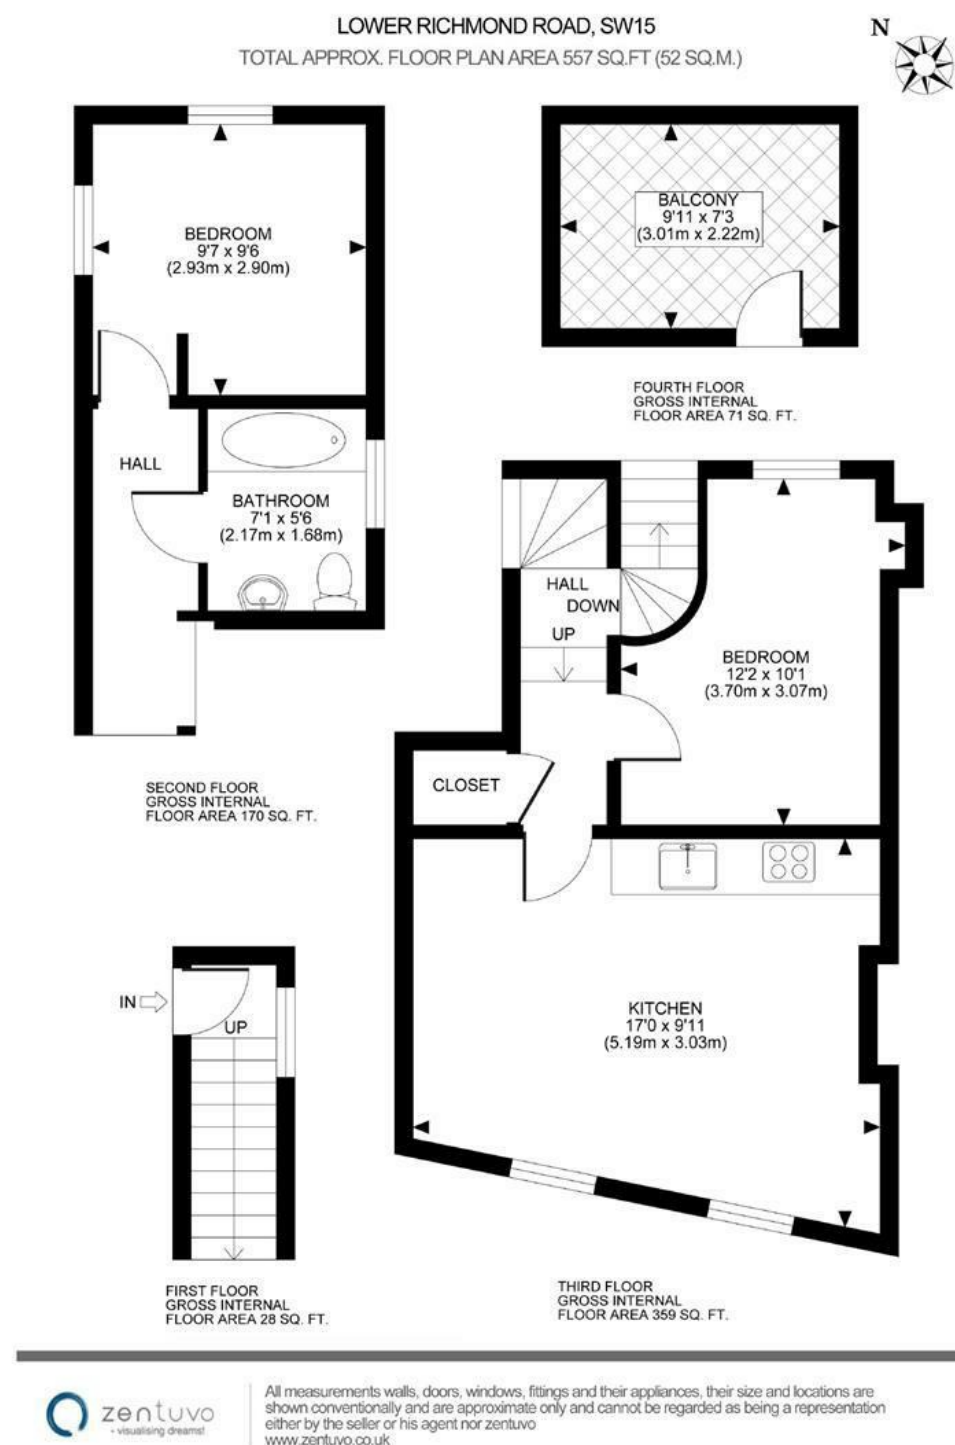 LOWER RICHMOND ROAD, SW15
N
TOTAL APPROX. FLOOR PLAN AREA 557 SQ.FT (52 SQ.M.)
BEDROOM
9'7 x 9'6
(2.93m x 2.90m)
HALL
BATHROOM
7'1 x 5'6
(2.17m x 1.68m)
SECOND FLOOR
GROSS INTERNAL
FLOOR AREA 170 SQ. FT.
BALCONY
9'11 x 7'3
(3.01m x 2.22m)
FOURTH FLOOR
GROSS INTERNAL
FLOOR AREA 71 SQ. FT.
HALL
DOWN
UP
BEDROOM
12'2 x 10'1
(3.70m x 3.07m)
CLOSET
KITCHEN
17'0 x 9'11
(5.19m x 3.03m)
THIRD FLOOR
GROSS INTERNAL
FLOOR AREA 359 SQ. FT.
IN
UP
FIRST FLOOR
GROSS INTERNAL
FLOOR AREA 28 SQ. FT.
zentuvo
- visualising dreams!
All measurements walls, doors, windows, fittings and their appliances, their size and locations are
shown conventionally and are approximate only and cannot be regarded as being a representation
either by the seller or his agent nor zentuvo
www.zentuvo.co.uk